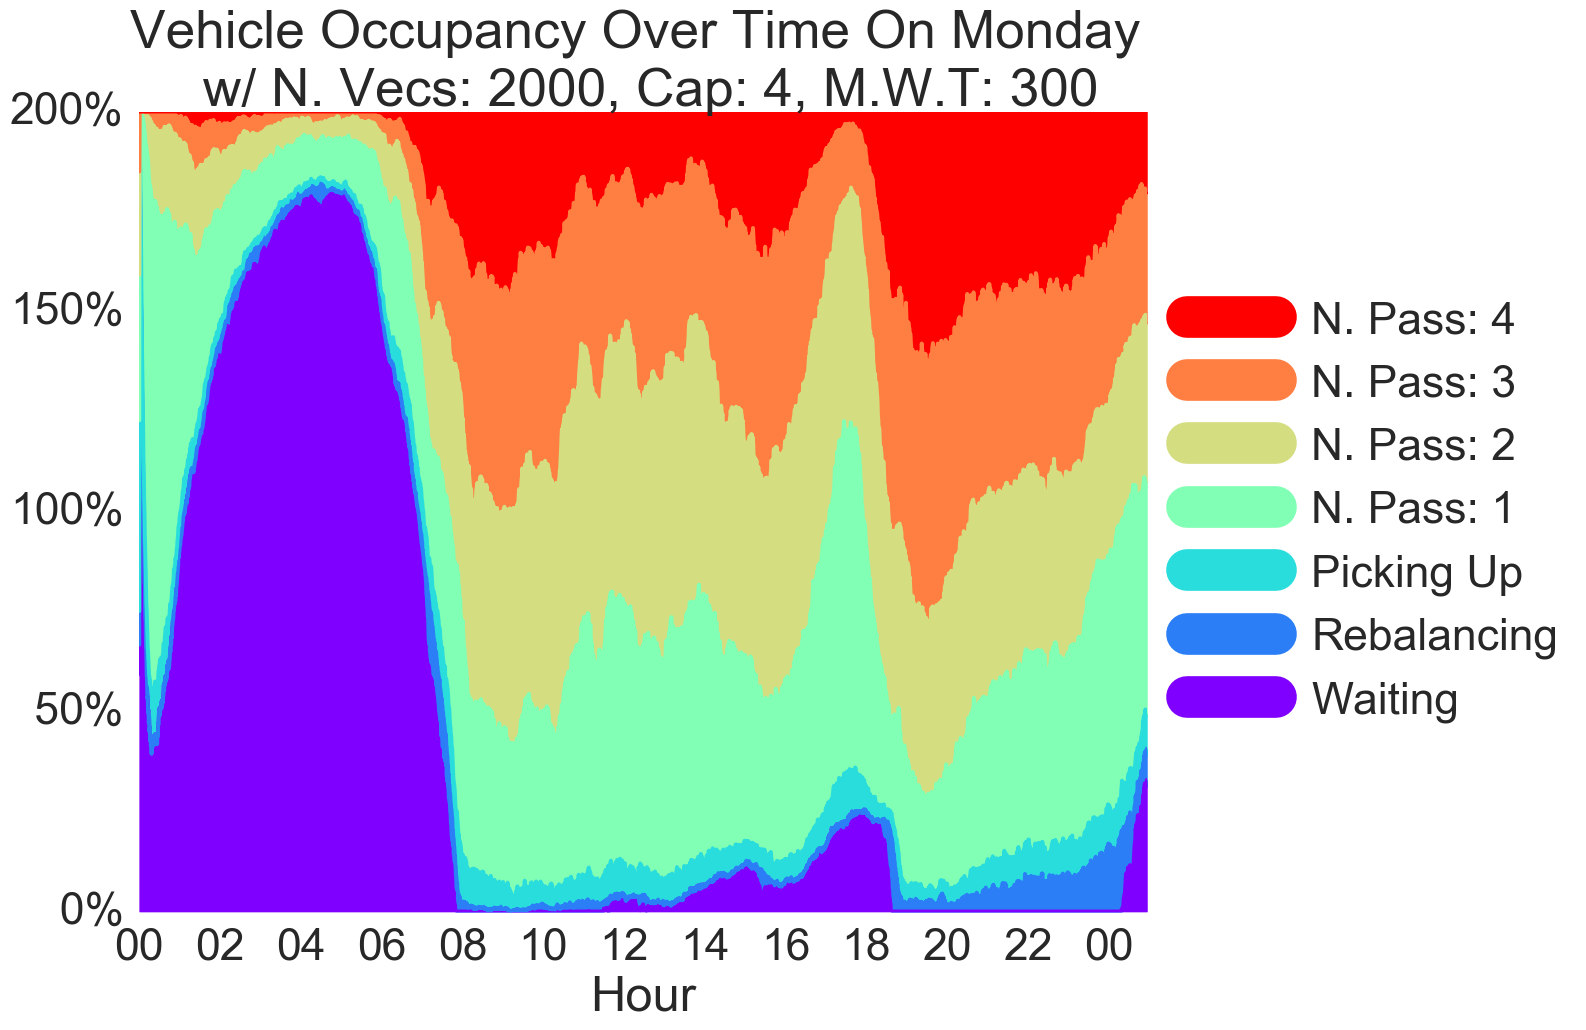 Vehicle Occupancy Over Time On Monday
w/ N. Vecs: 2000, Cap: 4, M.W.T: 300
200%
150%
100%
50%
0%
00 02 04 06 08 10 12 14 16 18 20 22 00
Hour
N. Pass: 4
N. Pass: 3
N. Pass: 2
N. Pass: 1
Picking Up
Rebalancing
Waiting